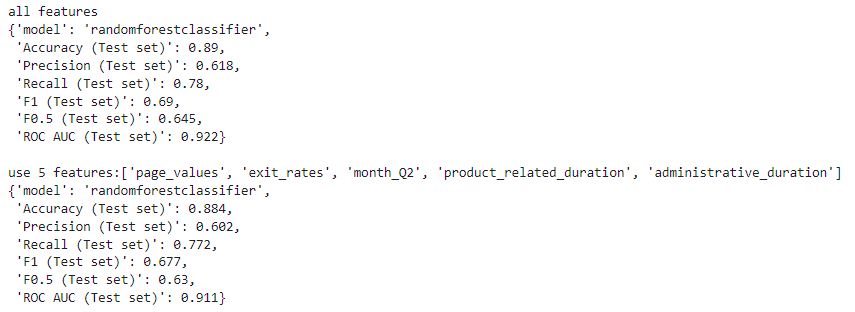 all features
{'model': 'randomforestclassifier',
 'Accuracy (Test set)': 0.89,
 'Precision (Test set)': 0.618,
 'Recall (Test set)': 0.78,
 'F1 (Test set)': 0.69,
 'F0.5 (Test set)': 0.645,
 'ROC AUC (Test set)': 0.922}

use 5 features:['page_values', 'exit_rates', 'month_Q2', 'product_related_duration', 'administrative_duration']
{'model': 'randomforestclassifier',
 'Accuracy (Test set)': 0.884,
 'Precision (Test set)': 0.602,
 'Recall (Test set)': 0.772,
 'F1 (Test set)': 0.677,
 'F0.5 (Test set)': 0.63,
 'ROC AUC (Test set)': 0.911}